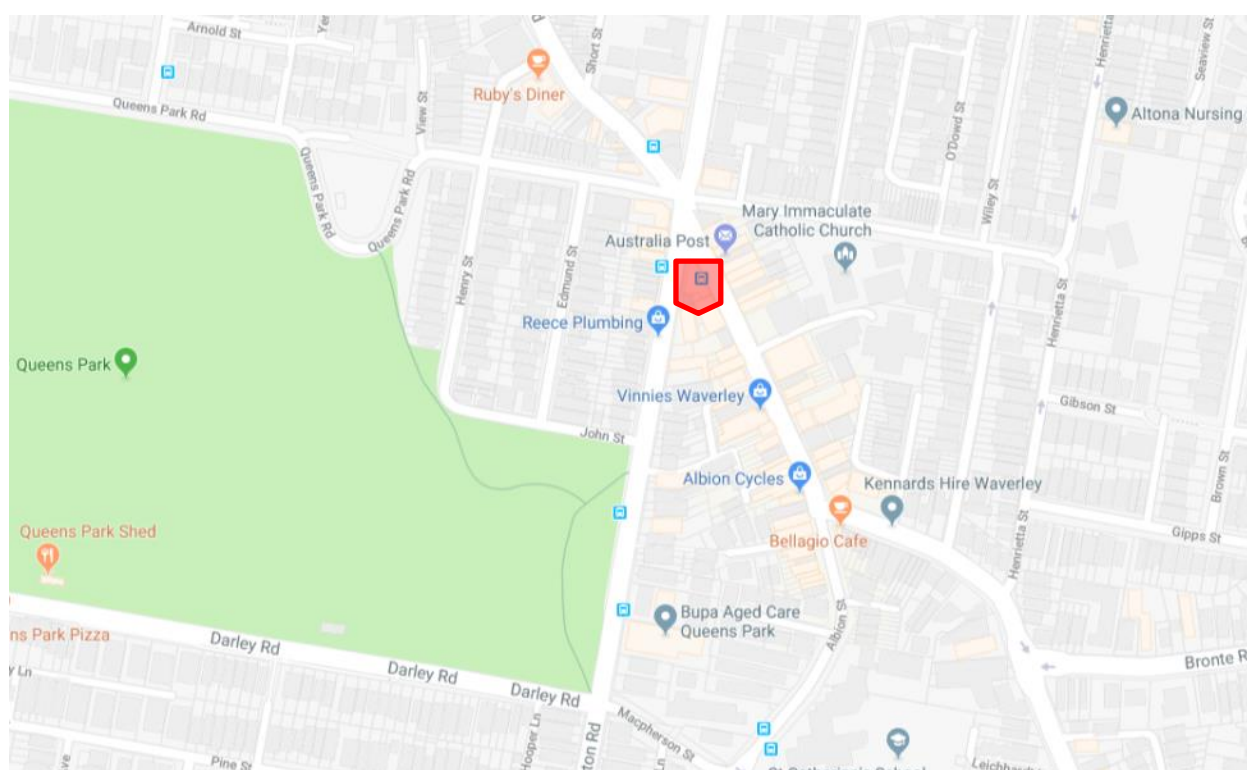 Arnold St
Short St
Henrietta
Seaview St
Ruby's Diner
Queens Park Rd
View St
Altona Nursing
O'Dowd St
Queens Park Rd
Queens Park Rd
Wiley St
Mary Immaculate
Catholic Church
Australia Post
Henry St
Edmund St
Henrietta St
Reece Plumbing
Queens Park
Vinnies Waverley
Gibson St
John St
Albion Cycles
Kennards Hire Waverley
Brown St
Queens Park Shed
Bellagio Cafe
Henrietta St
Gipps St
Bupa Aged Care
Queens Park
Albion St
ns Park Pizza
Darley Rd
Darley Rd
Darley Rd
Bronte R
y Ln
Hooper Ln
ton Rd
Macpherson St
Ln
Pine St
Leichhardt